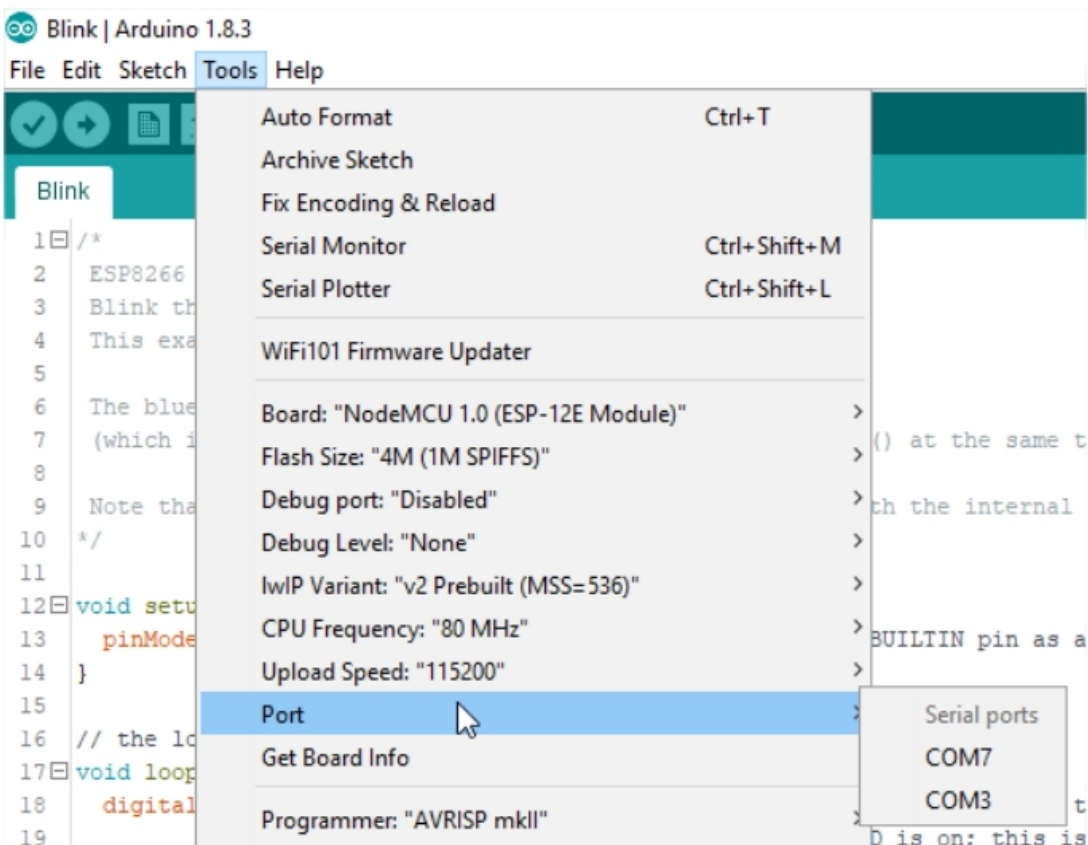 Blink | Arduino 1.8.3
File Edit Sketch Tools Help
Auto Format Ctrl+T
Archive Sketch
Fix Encoding & Reload
Serial Monitor Ctrl+Shift+M
Serial Plotter Ctrl+Shift+L
WiFi101 Firmware Updater
Board: "NodeMCU 1.0 (ESP-12E Module)"
Flash Size: "4M (1M SPIFFS)"
Debug port: "Disabled"
Debug Level: "None"
lwIP Variant: "v2 Prebuilt (MSS=536)"
CPU Frequency: "80 MHz"
Upload Speed: "115200"
Port
Get Board Info
Programmer: "AVRISP mkII"
Serial ports
COM7
COM3
Blink
1 /*
2 ESP8266
3 Blink th
4 This exa
5
6 The blue
7 (which i () at the same t
8
9 Note tha th the internal
10 */
11
12 void setu
13 pinMode BUILTIN pin as a
14 }
15
16 // the lo
17 void loop
18 digital t
19 D is on; this is